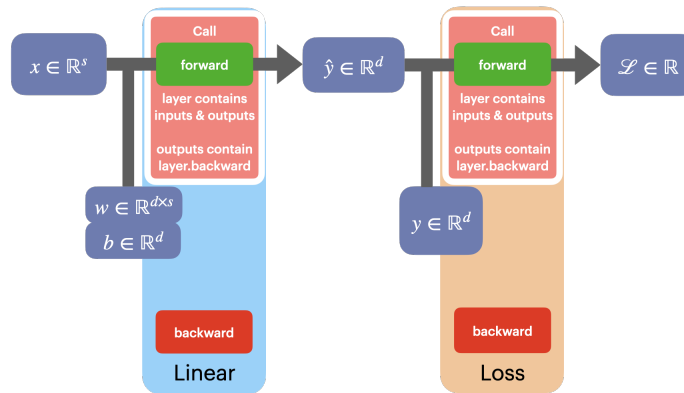 Call
x ∈ ℝ^s
forward
ŷ ∈ ℝ^d
layer contains
inputs & outputs
outputs contain
layer.backward
w ∈ ℝ^{d×s}
b ∈ ℝ^d
backward
Linear
Call
forward
ℒ ∈ ℝ
layer contains
inputs & outputs
outputs contain
layer.backward
y ∈ ℝ^d
backward
Loss